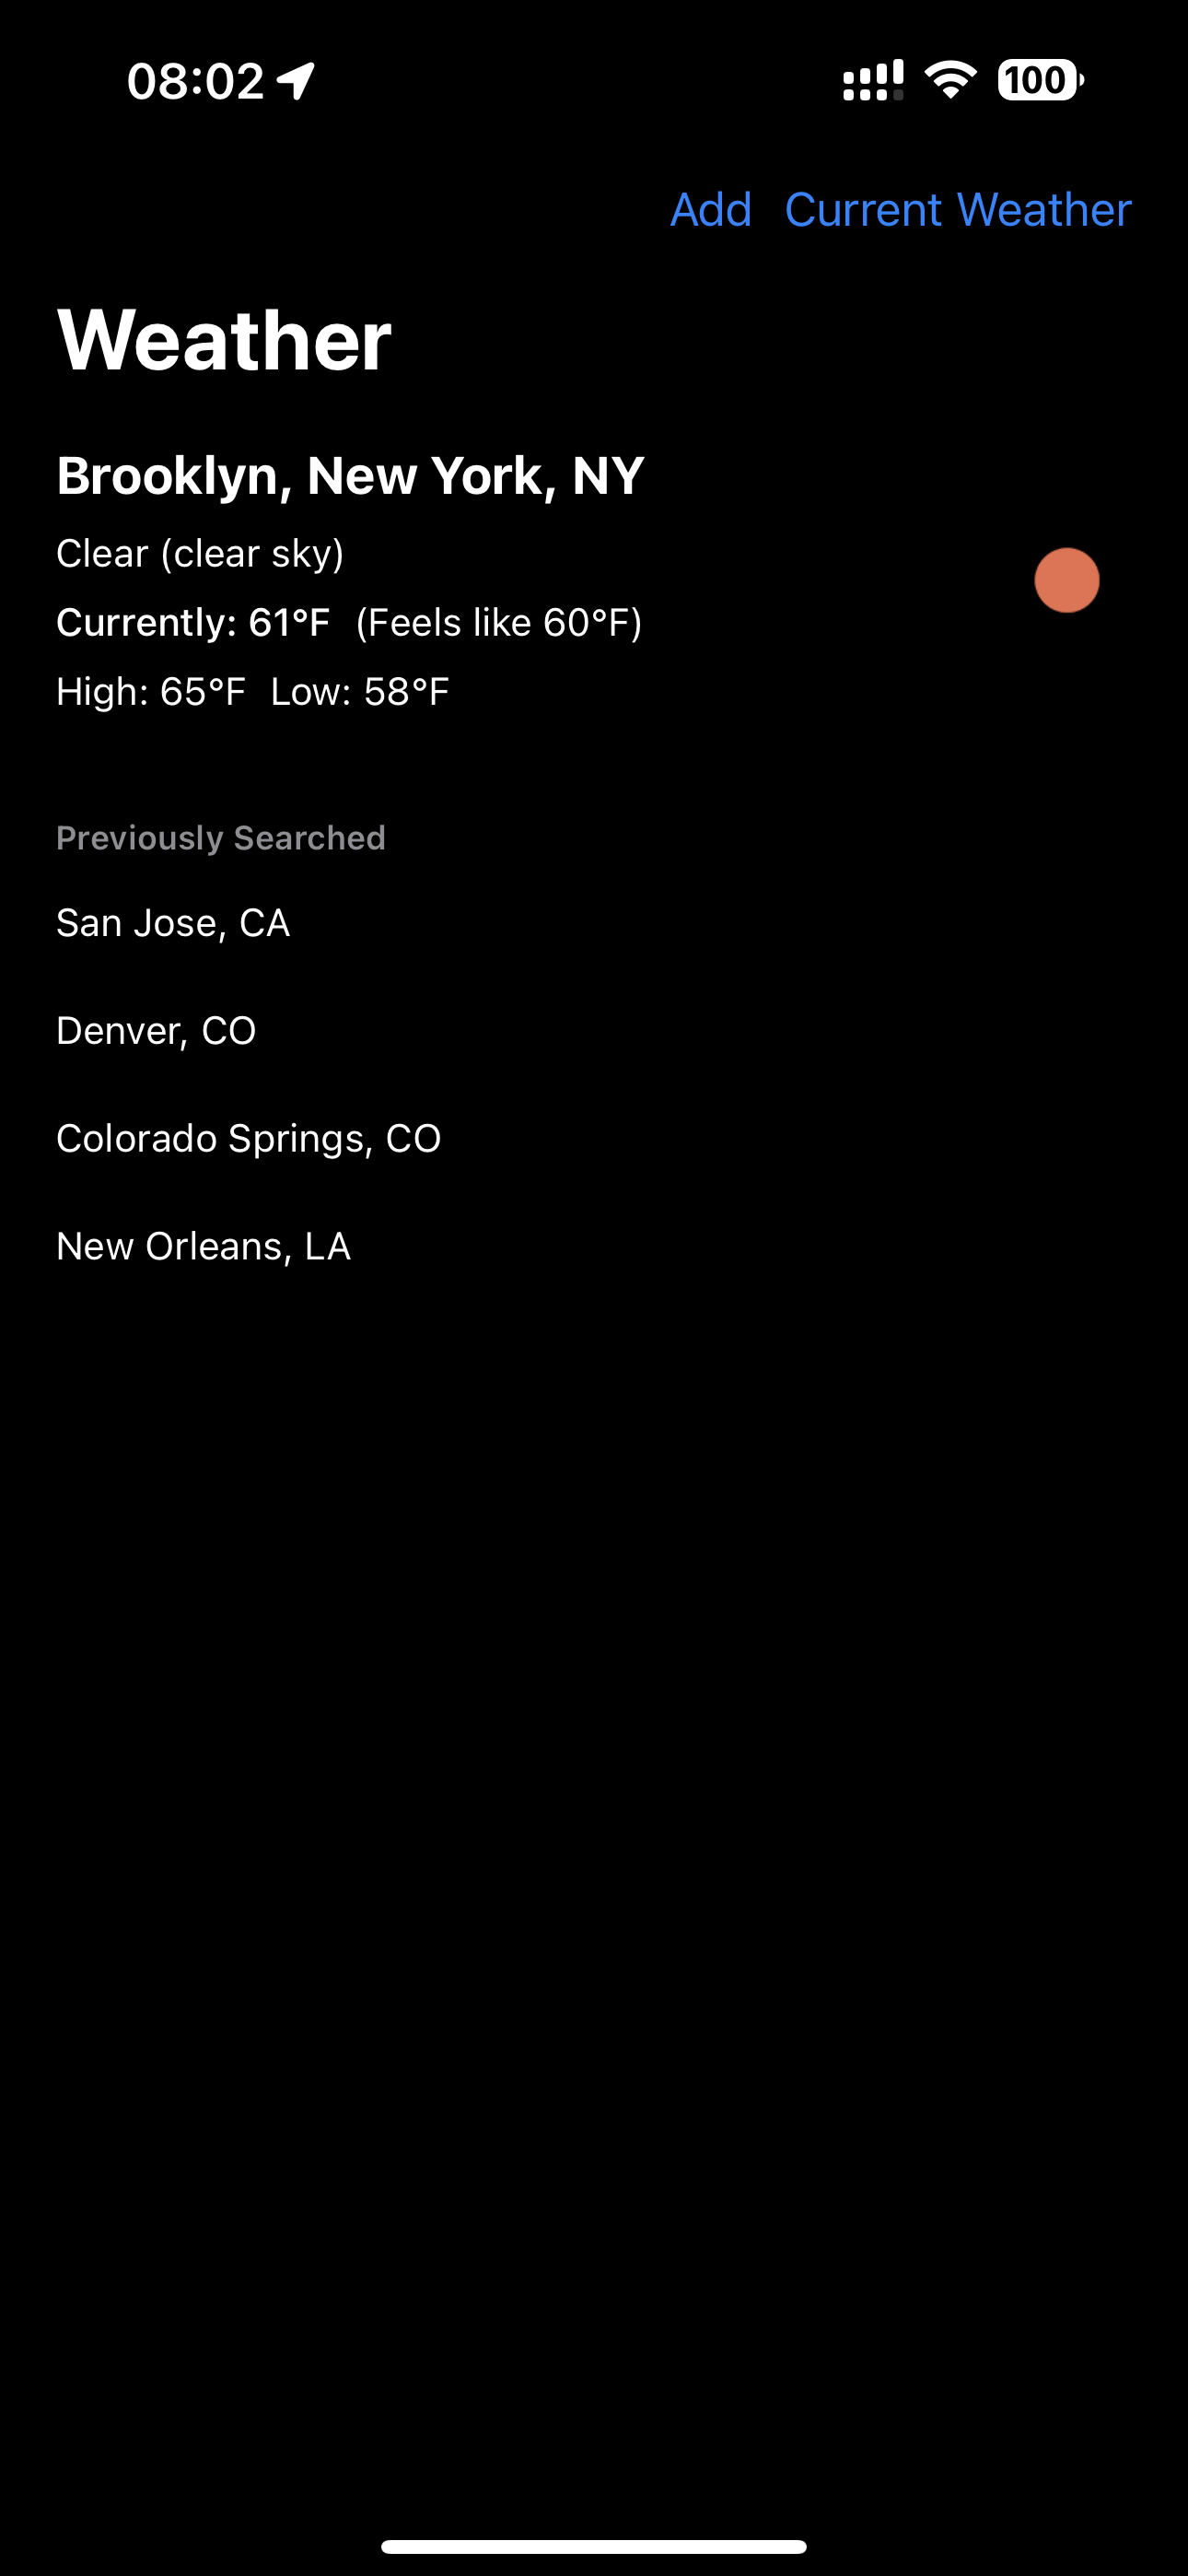 08:02
100
Add Current Weather
Weather
Brooklyn, New York, NY
Clear (clear sky)
Currently: 61°F (Feels like 60°F)
High: 65°F Low: 58°F
Previously Searched
San Jose, CA
Denver, CO
Colorado Springs, CO
New Orleans, LA